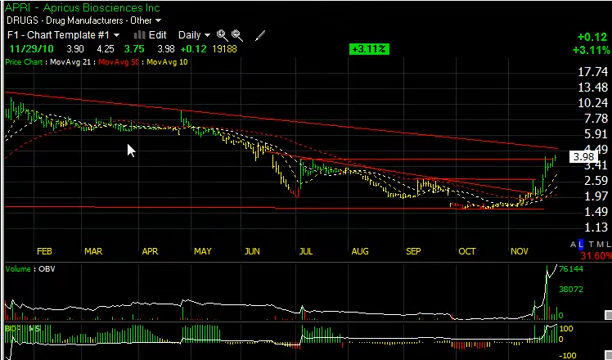 APRI - Apricus Biosciences Inc
DRUGS - Drug Manufacturers - Other
F1 - Chart Template #1 Edit Daily
+0.12
11/29/10 3.90 4.25 3.75 3.98 +0.12 19188 +3.11% +3.11%
Price Chart : MovAvg 21 : MovAvg 50 : MovAvg 10
17.74
13.48
10.24
7.78
5.91
4.49
3.98
3.41
2.59
1.97
1.49
1.13
FEB MAR APR MAY JUN JUL AUG SEP OCT NOV A L T M L
31.60%
Volume : OBV
76144
38072
100
0
-100